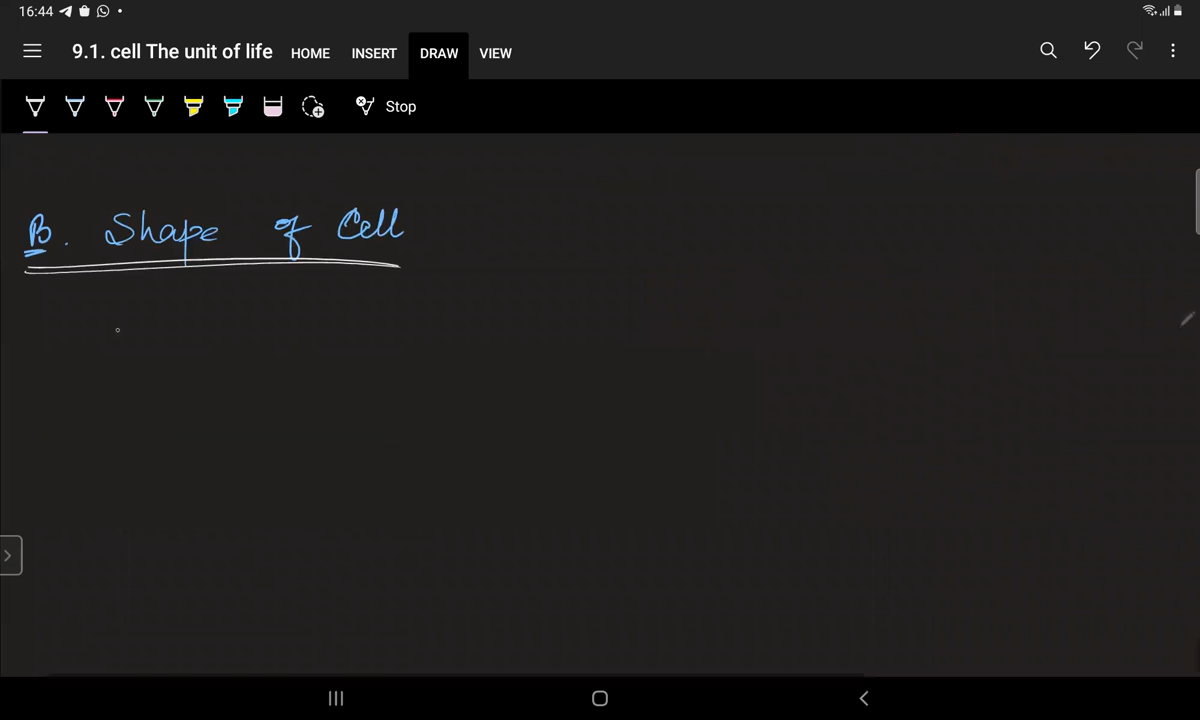 16:44
9.1. cell The unit of life HOME INSERT DRAW VIEW
Stop
B. Shape of Cell